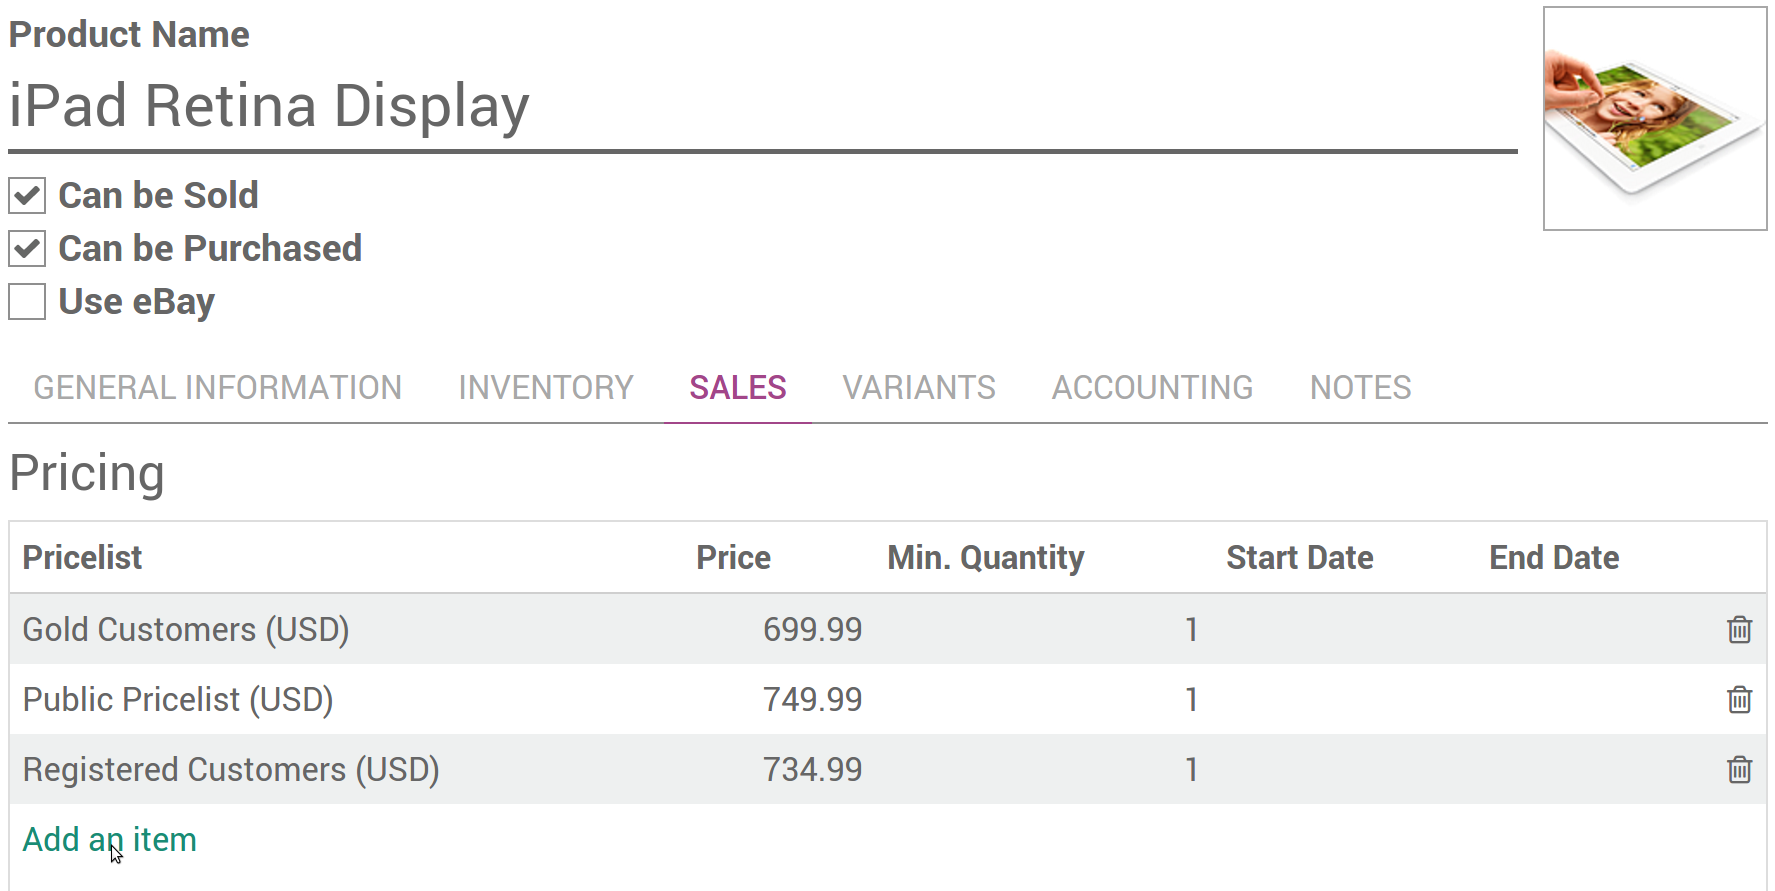 Product Name
iPad Retina Display
Can be Sold
Can be Purchased
Use eBay
GENERAL INFORMATION INVENTORY SALES VARIANTS ACCOUNTING NOTES
Pricing
Pricelist Price Min. Quantity Start Date End Date
Gold Customers (USD) 699.99 1
Public Pricelist (USD) 749.99 1
Registered Customers (USD) 734.99 1
Add an item